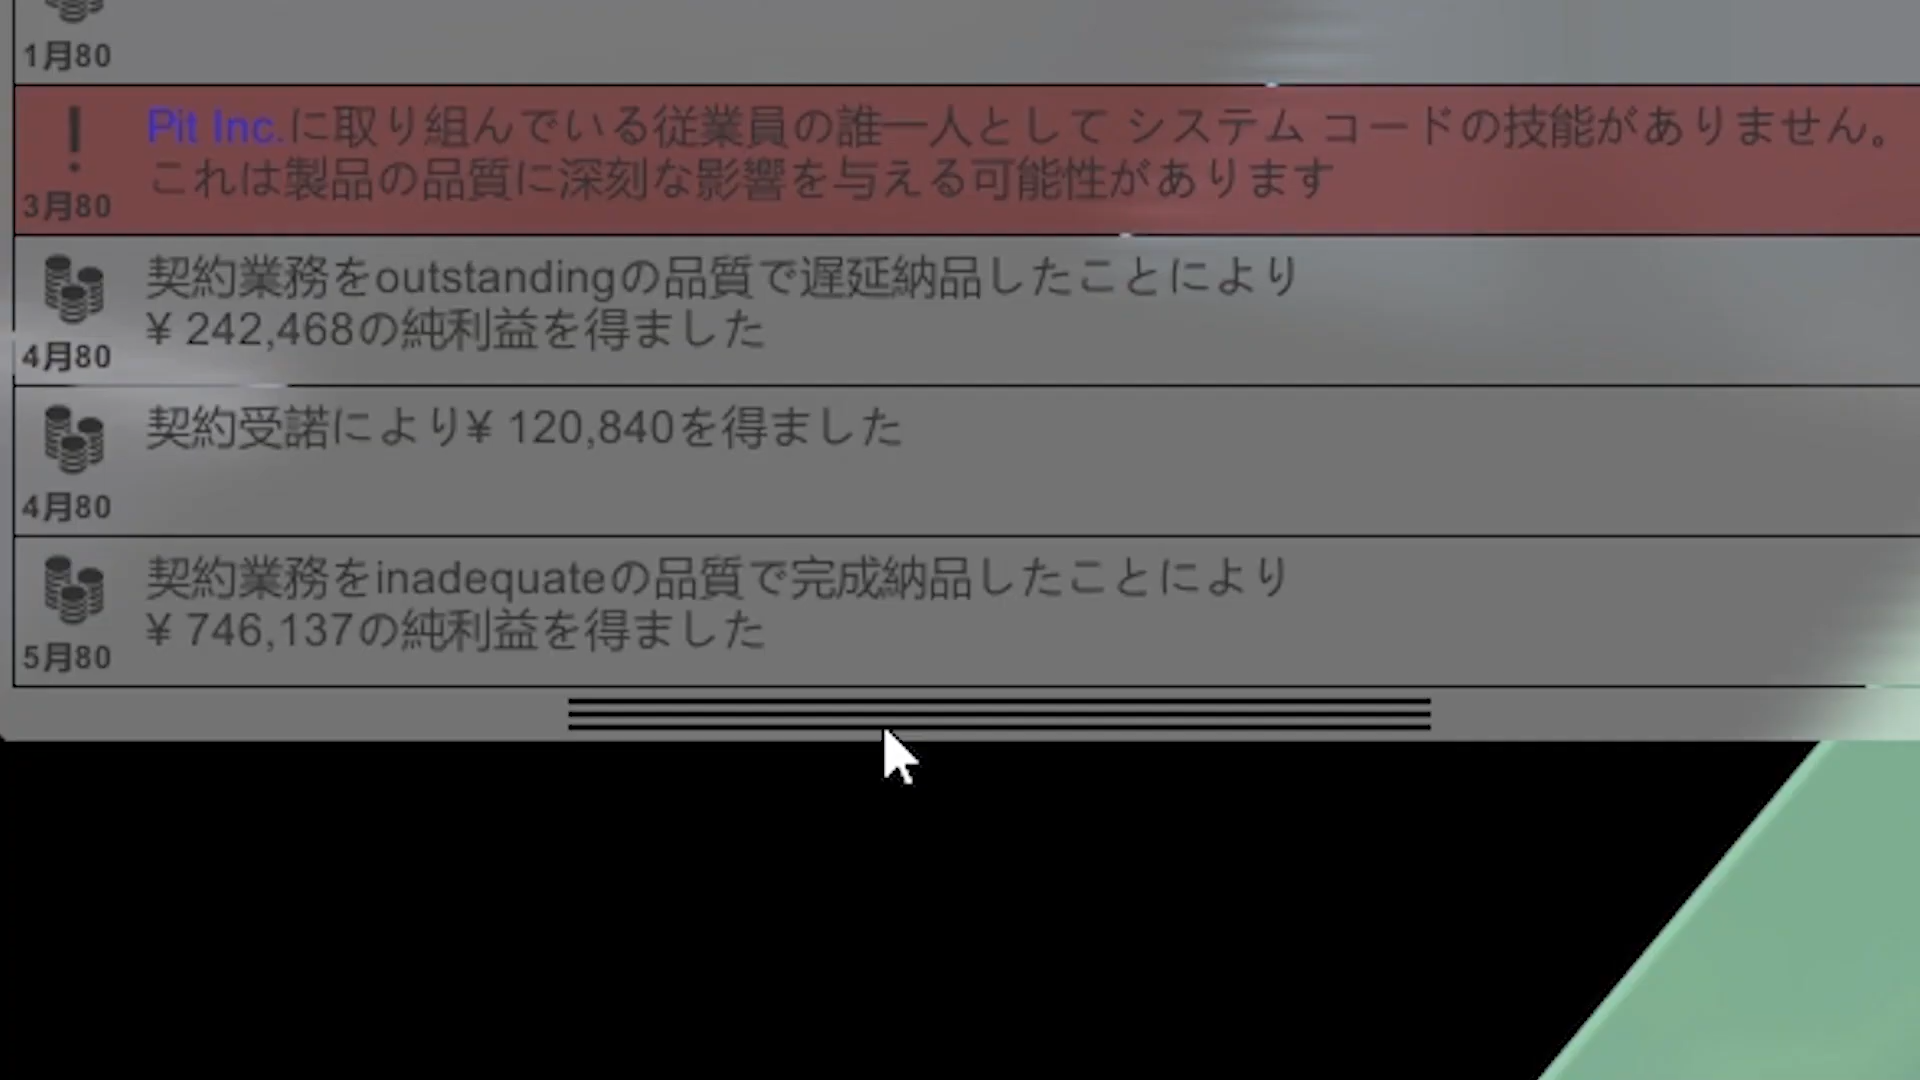 1月80
Pit Inc.に取り組んでいる従業員の誰一人として システム コードの技能がありません。
これは製品の品質に深刻な影響を与える可能性があります
3月80
契約業務をoutstandingの品質で遅延納品したことにより
¥ 242,468の純利益を得ました
4月80
契約受諾により¥ 120,840を得ました
4月80
契約業務をinadequateの品質で完成納品したことにより
¥ 746,137の純利益を得ました
5月80